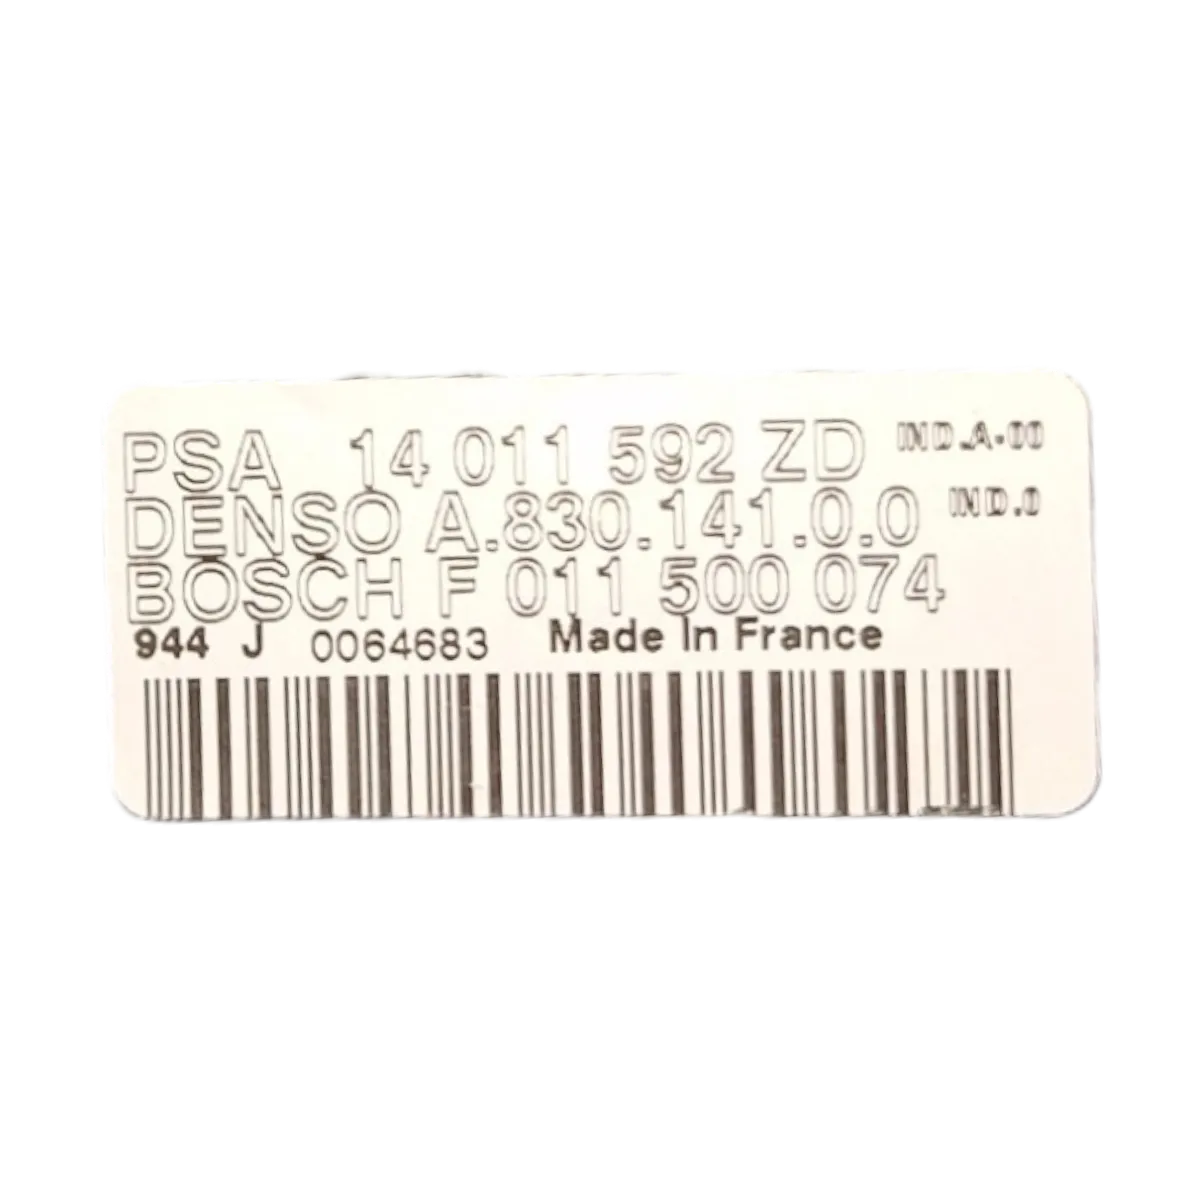 PSA 14 011 592 ZD IND.A-00
DENSO A.830.141.0.0 IND.0
BOSCH F 011 500 074
944 J 0064683 Made In France